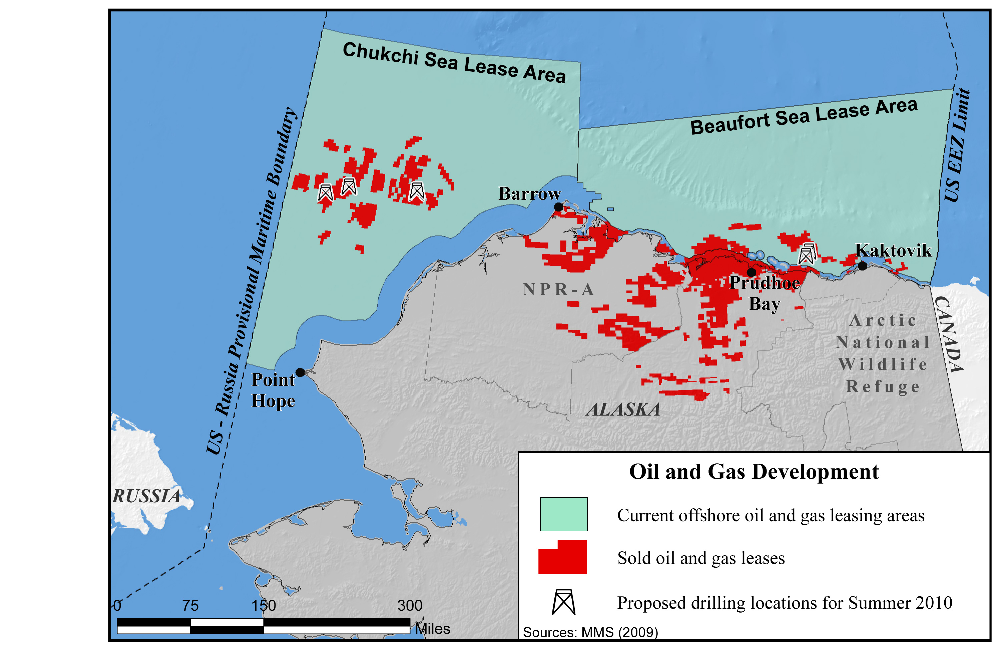 Chukchi Sea Lease Area
Beaufort Sea Lease Area
US - Russia Provisional Maritime Boundary
US EEZ Limit
Barrow
Kaktovik
Prudhoe
Bay
NPR-A
Arctic
National
Wildlife
Refuge
CANADA
Point
Hope
ALASKA
RUSSIA
Oil and Gas Development
Current offshore oil and gas leasing areas
Sold oil and gas leases
Proposed drilling locations for Summer 2010
Sources: MMS (2009)
0 75 150 300
Miles